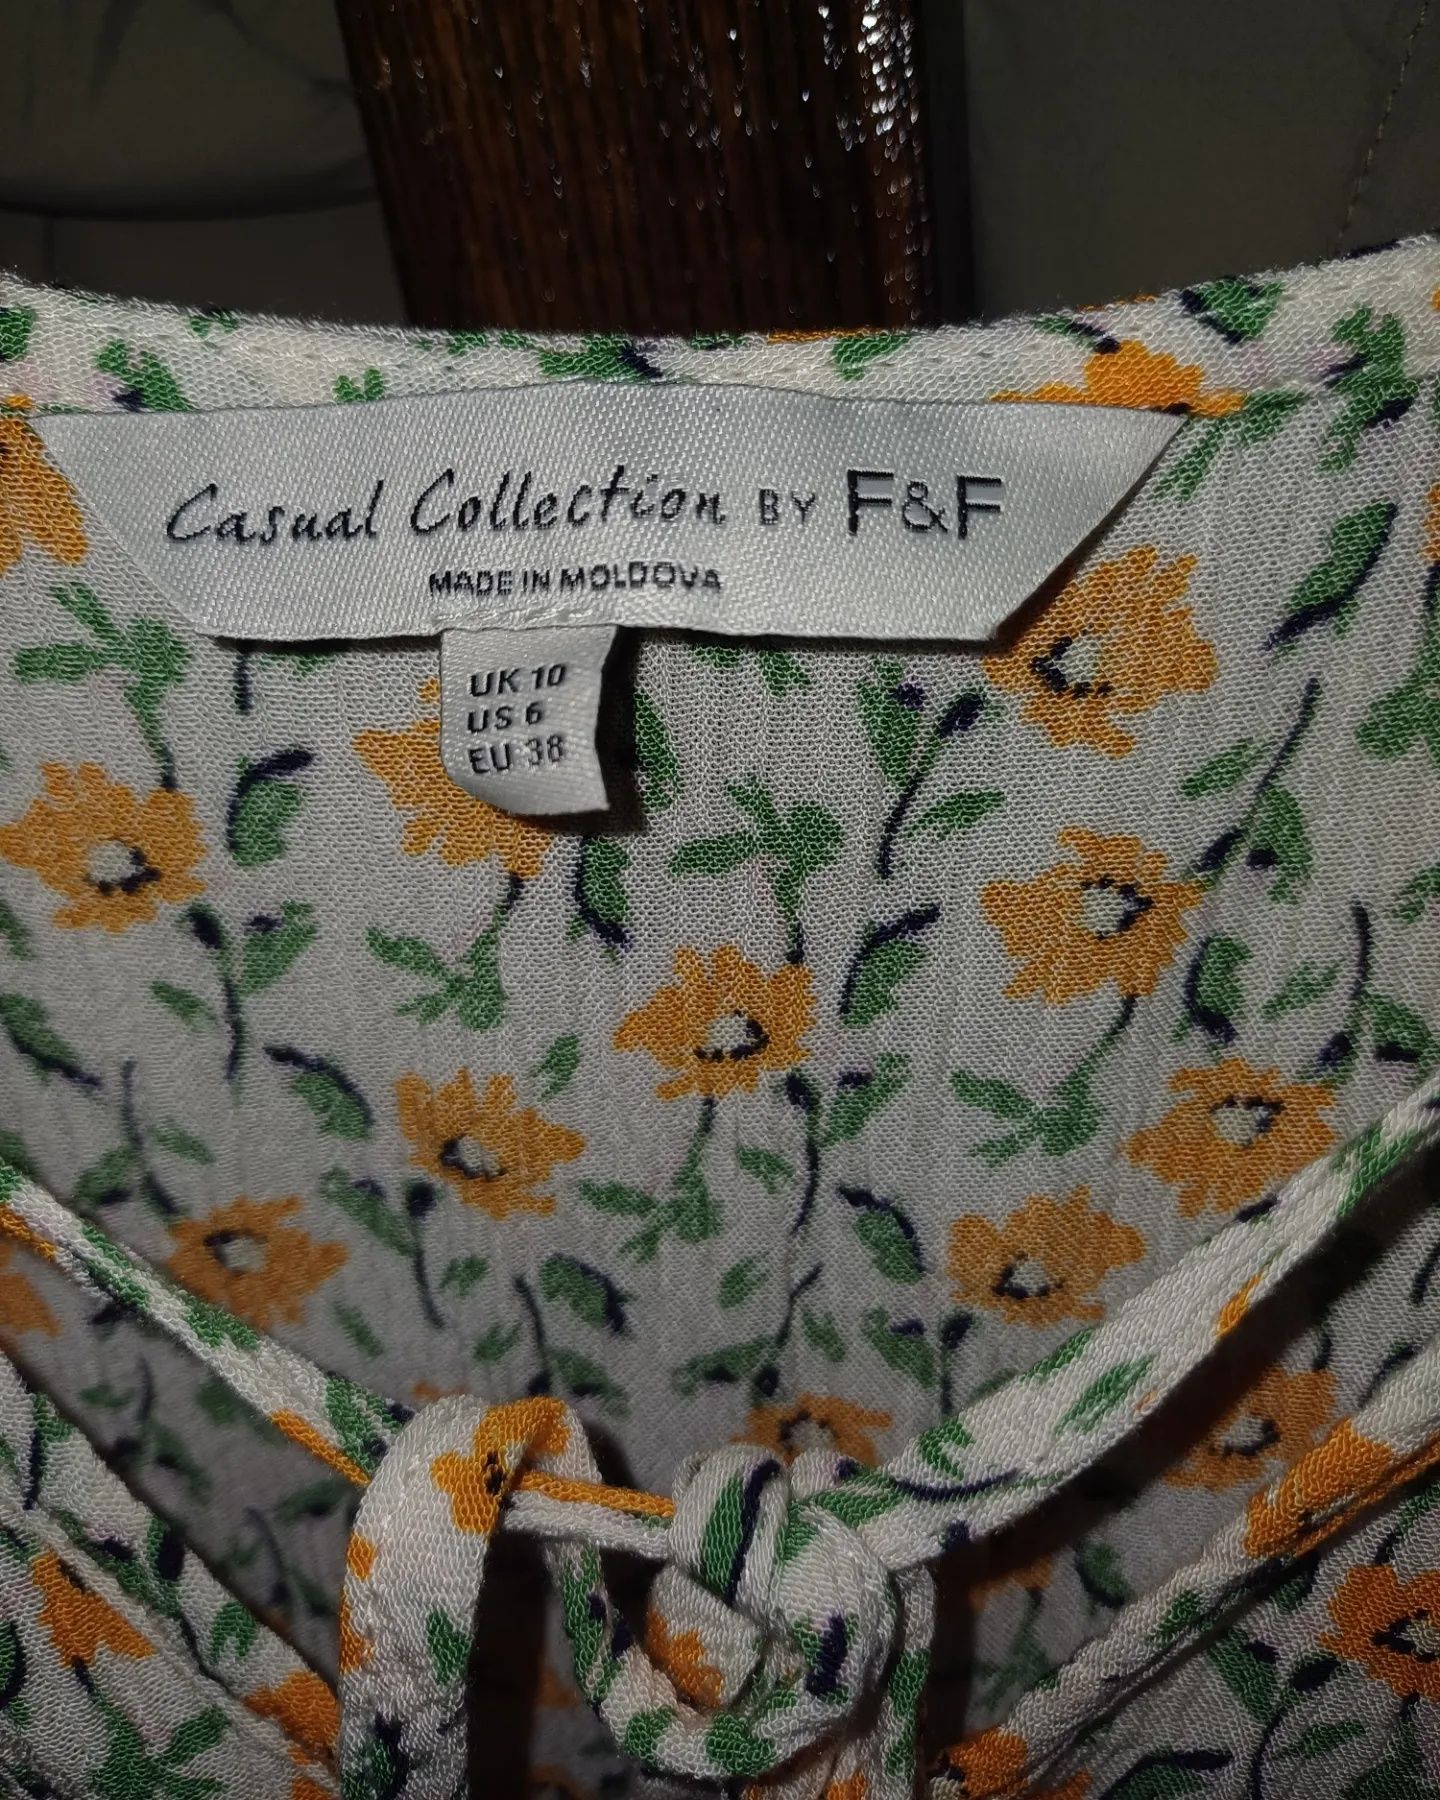 Casual Collection BY F&F
MADE IN MOLDOVA
UK 10
US 6
EU 38